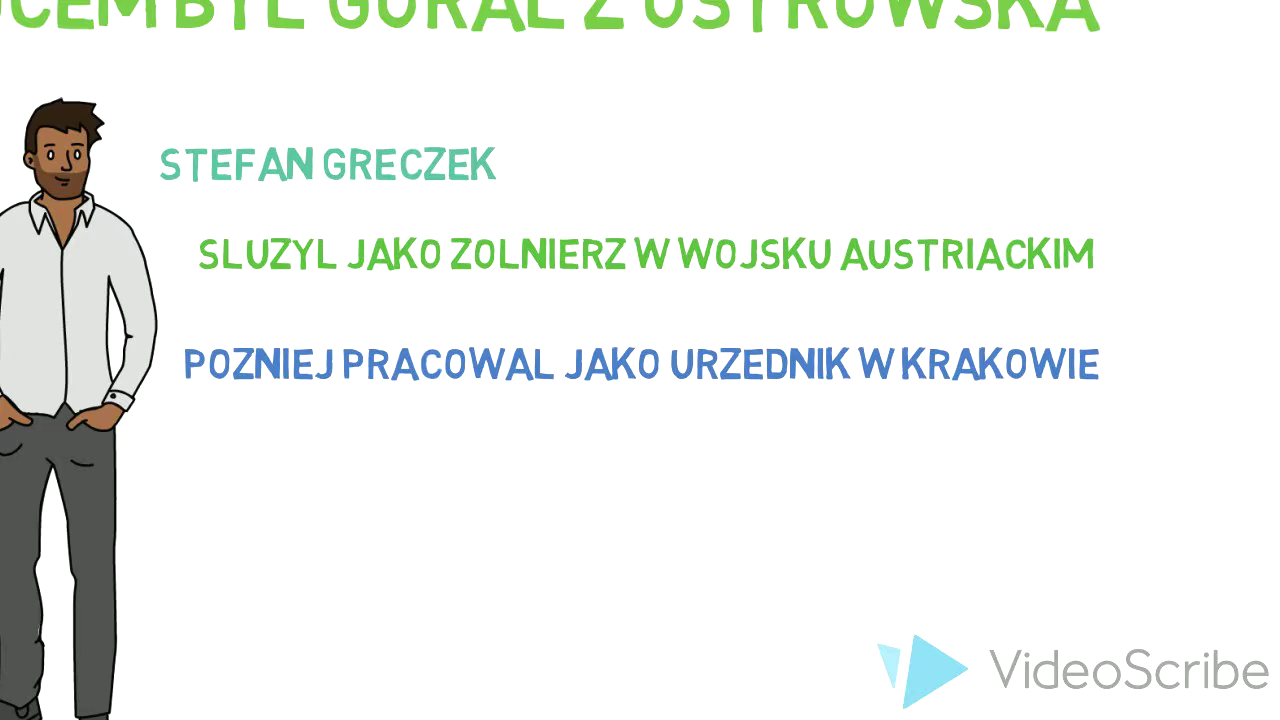 BYL GORAL Z OSTROWSKA
STEFAN GRECZEK
SLUZYL JAKO ZOLNIERZ W WOJSKU AUSTRIACKIM
POZNIEJ PRACOWAL JAKO URZEDNIK W KRAKOWIE
VideoScribe